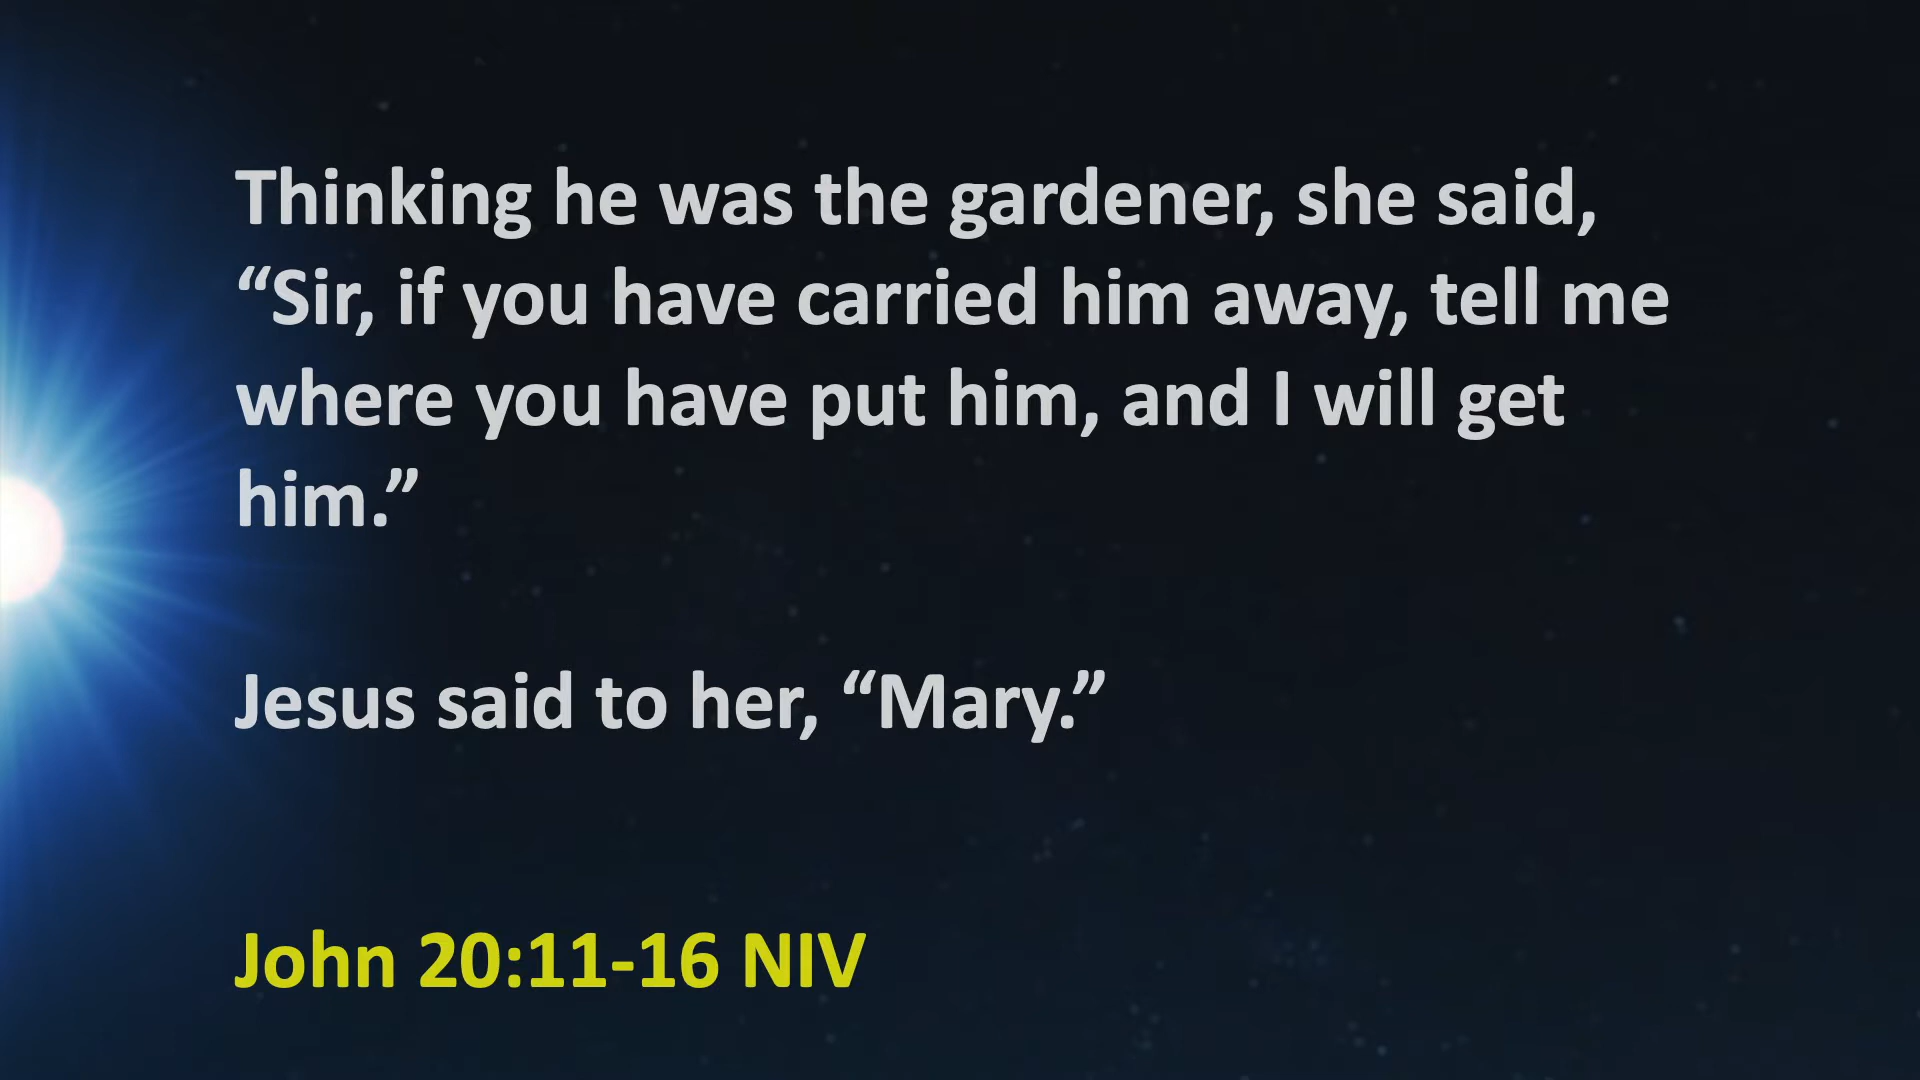 Thinking he was the gardener, she said,
“Sir, if you have carried him away, tell me
where you have put him, and I will get
him.”
Jesus said to her, “Mary.”
John 20:11-16 NIV